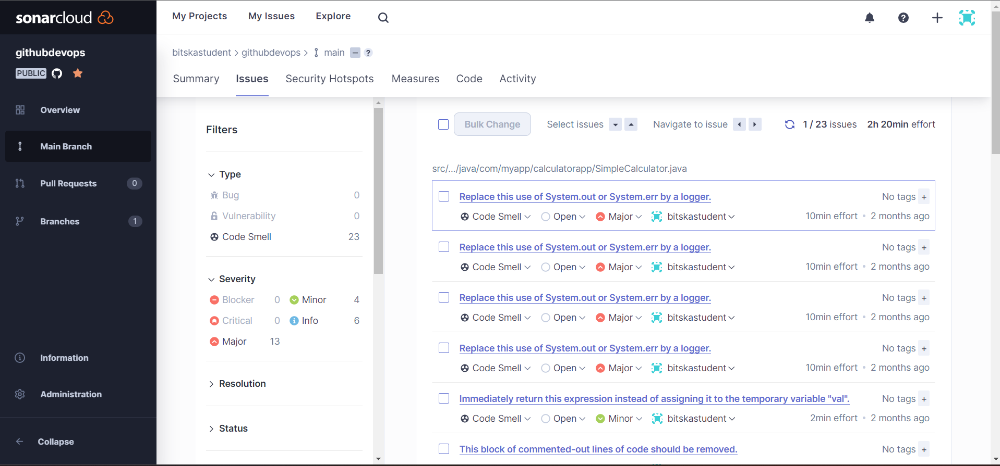 sonarcloud
My Projects My Issues Explore
githubdevops
PUBLIC
Overview
Main Branch
Pull Requests 0
Branches 1
Information
Administration
Collapse
bitskastudent > githubdevops > main ?
Summary Issues Security Hotspots Measures Code Activity
Filters
Type
Bug 0
Vulnerability 0
Code Smell 23
Severity
Blocker 0 Minor 4
Critical 0 Info 6
Major 13
Resolution
Status
Bulk Change Select issues Navigate to issue 1 / 23 issues 2h 20min effort
src/.../java/com/myapp/calculatorapp/SimpleCalculator.java
Replace this use of System.out or System.err by a logger. No tags +
Code Smell Open Major bitskastudent 10min effort • 2 months ago
Replace this use of System.out or System.err by a logger. No tags +
Code Smell Open Major bitskastudent 10min effort • 2 months ago
Replace this use of System.out or System.err by a logger. No tags +
Code Smell Open Major bitskastudent 10min effort • 2 months ago
Replace this use of System.out or System.err by a logger. No tags +
Code Smell Open Major bitskastudent 10min effort • 2 months ago
Immediately return this expression instead of assigning it to the temporary variable "val". No tags +
Code Smell Open Minor bitskastudent 2min effort • 2 months ago
This block of commented-out lines of code should be removed. No tags +